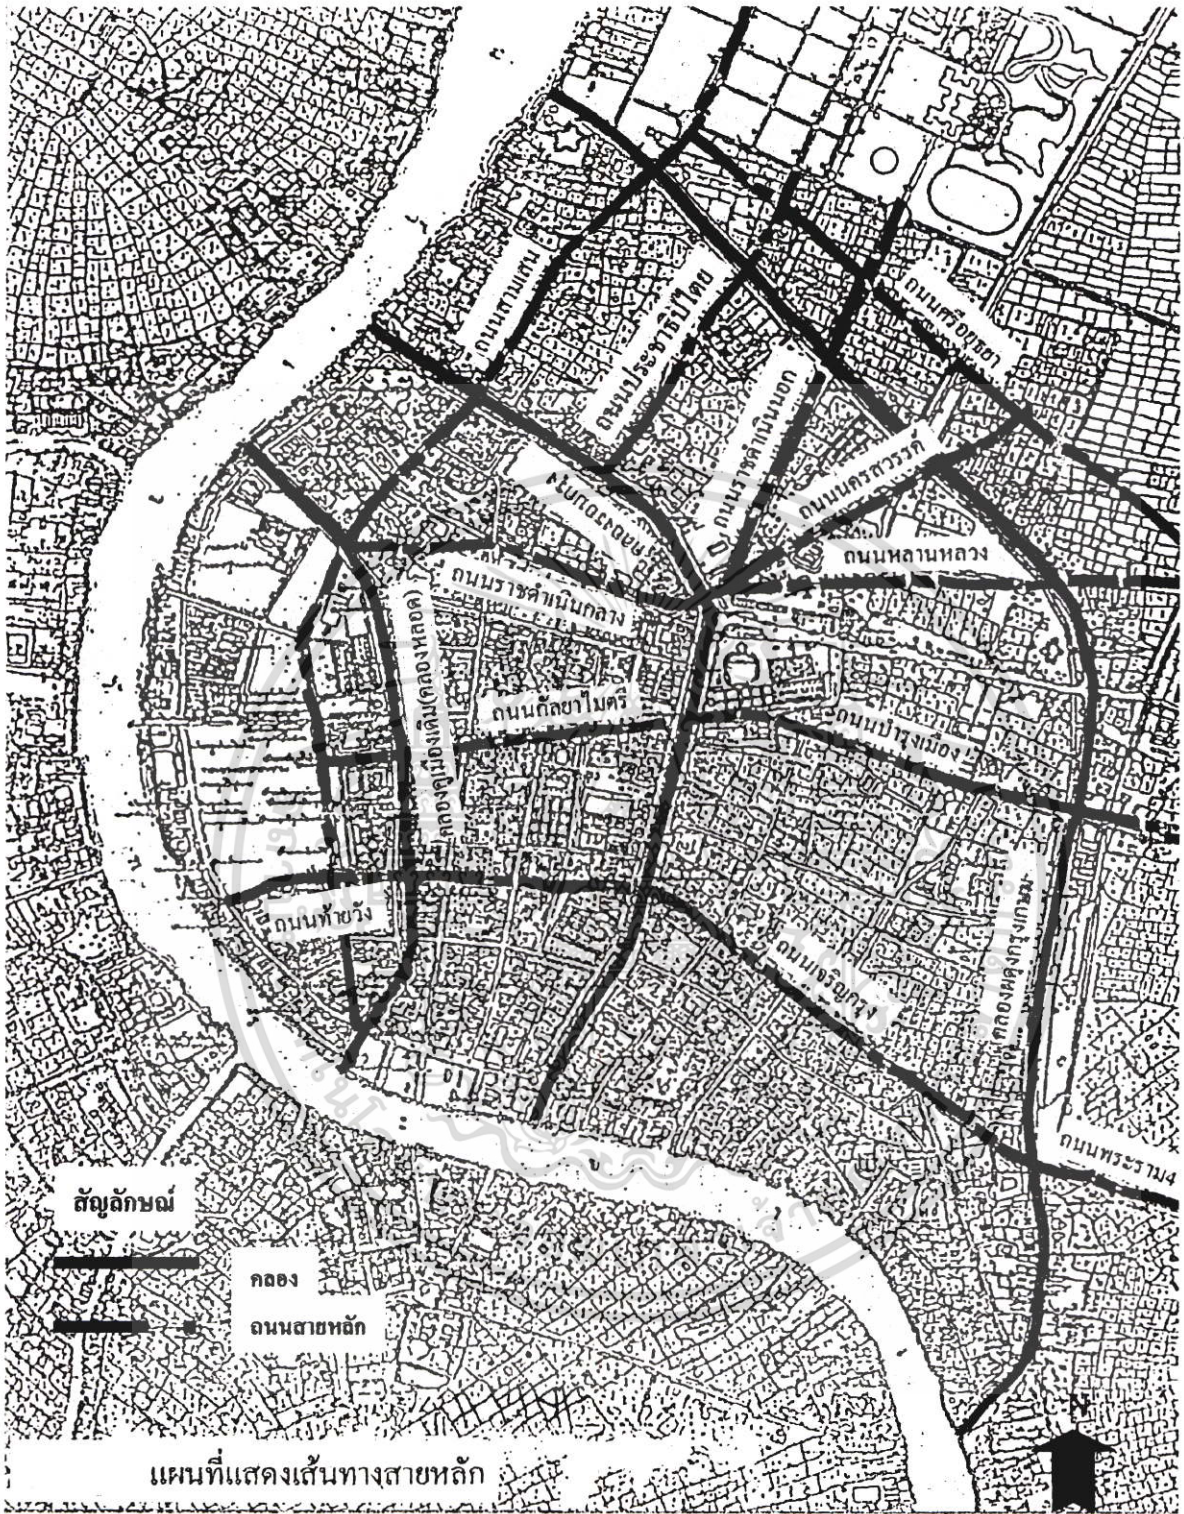 ถนนสามเสน
ถนนประชาธิปไตย
ถนนศรีอยุธยา
ถนนราชดำเนินนอก
ถนนนครสวรรค์
คลองรอบกรุง
ถนนหลานหลวง
ถนนราชดำเนินกลาง
คลองคูเมืองเดิม(คลองหลอด)
ถนนกัลยาไมตรี
ถนนบำรุงเมือง
ถนนท้ายวัง
ถนนเจริญกรุง
คลองผดุงกรุงเกษม
ถนนพระราม4
สัญลักษณ์
คลอง
ถนนสายหลัก
N
แผนที่แสดงเส้นทางสายหลัก